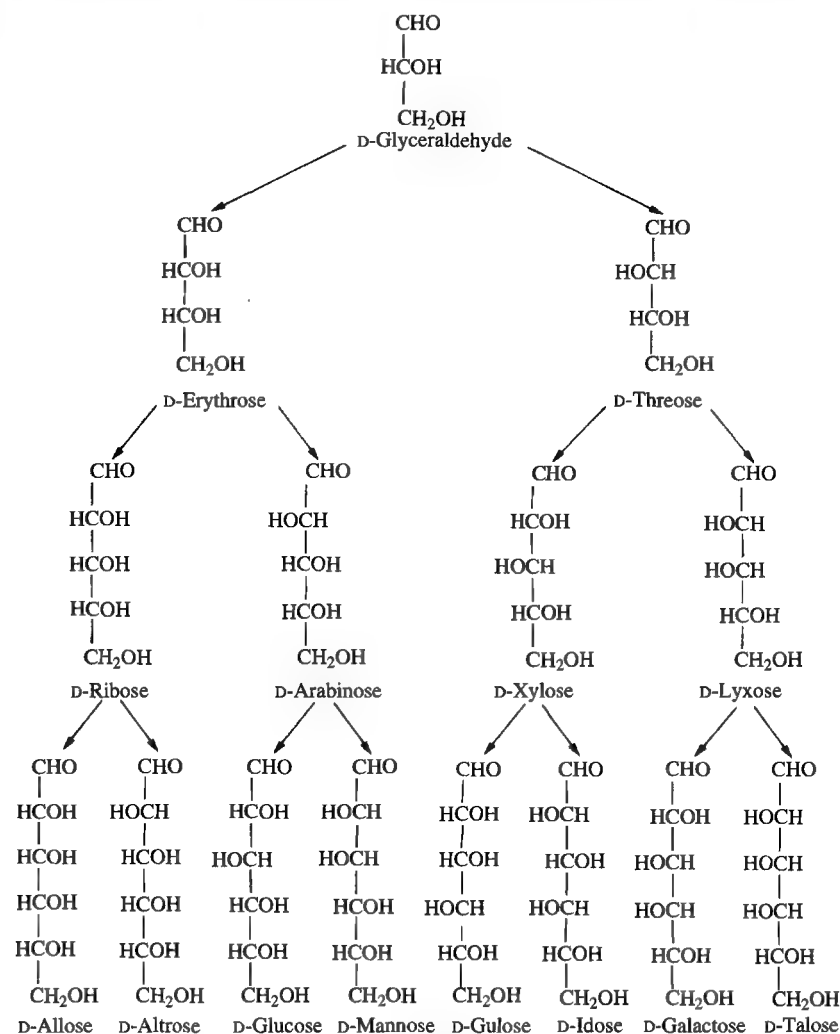 CHO
HCOH
CH₂OH
D-Glyceraldehyde
CHO CHO
HCOH HOCH
HCOH HCOH
CH₂OH CH₂OH
D-Erythrose D-Threose
CHO CHO CHO CHO
HCOH HOCH HCOH HOCH
HCOH HCOH HOCH HOCH
HCOH HCOH HCOH HCOH
CH₂OH CH₂OH CH₂OH CH₂OH
D-Ribose D-Arabinose D-Xylose D-Lyxose
CHO CHO CHO CHO CHO CHO CHO CHO
HCOH HOCH HCOH HOCH HCOH HOCH HCOH HOCH
HCOH HCOH HOCH HOCH HCOH HCOH HOCH HOCH
HCOH HCOH HCOH HCOH HOCH HOCH HOCH HOCH
HCOH HCOH HCOH HCOH HCOH HCOH HCOH HCOH
CH₂OH CH₂OH CH₂OH CH₂OH CH₂OH CH₂OH CH₂OH CH₂OH
D-Allose D-Altrose D-Glucose D-Mannose D-Gulose D-Idose D-Galactose D-Talose